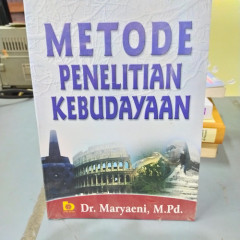 METODE
PENELITIAN
KEBUDAYAAN
Dr. Maryaeni, M.Pd.